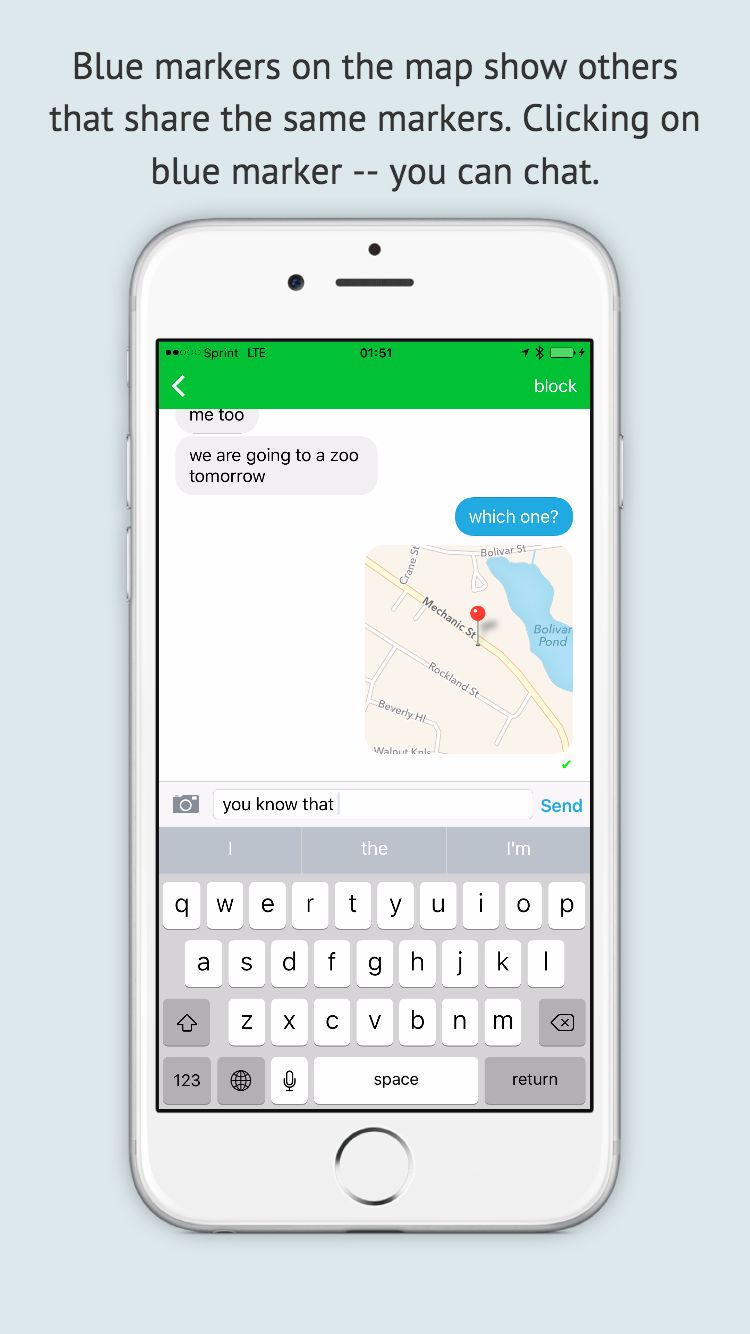 Blue markers on the map show others
that share the same markers. Clicking on
blue marker -- you can chat.
Sprint LTE 01:51
block
me too
we are going to a zoo
tomorrow
which one?
Bolivar St
Crane St
Mechanic St
Bolivar
Pond
Rockland St
Beverly Hl
Walnut Knls
you know that
Send
I the I'm
q w e r t y u i o p
a s d f g h j k l
z x c v b n m
123 space return